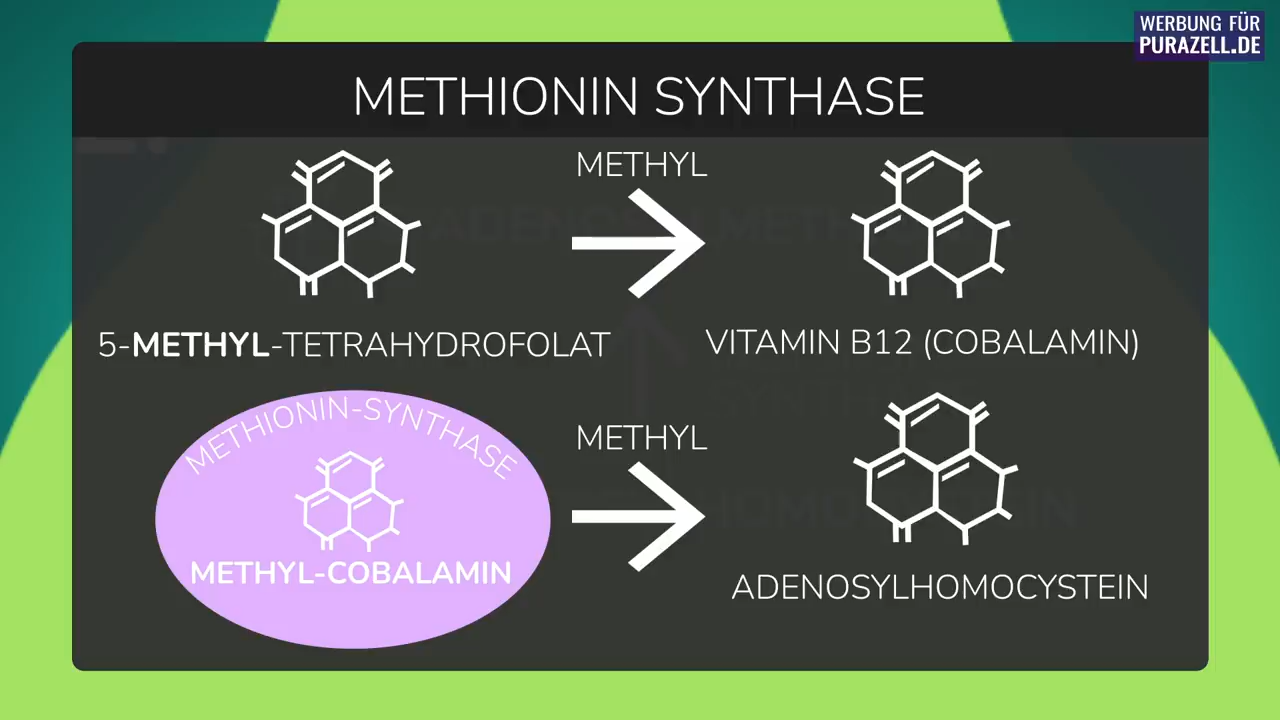 WERBUNG FÜR
PURAZELL.DE
METHIONIN SYNTHASE
METHYL
5-METHYL-TETRAHYDROFOLAT
VITAMIN B12 (COBALAMIN)
METHIONIN-SYNTHASE
METHYL-COBALAMIN
METHYL
ADENOSYLHOMOCYSTEIN